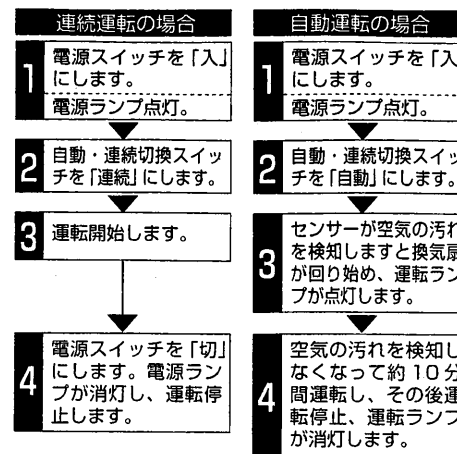 連続運転の場合
1
電源スイッチを「入」
にします。
電源ランプ点灯。
2
自動・連続切換スイッ
チを「連続」にします。
3
運転開始します。
4
電源スイッチを「切」
にします。電源ラン
プが消灯し、運転停
止します。
自動運転の場合
1
電源スイッチを「入
にします。
電源ランプ点灯。
2
自動・連続切換スイッ
チを「自動」にします。
3
センサーが空気の汚れ
を検知しますと換気扇
が回り始め、運転ラン
プが点灯します。
4
空気の汚れを検知し
なくなって約10分
間運転し、その後運
転停止、運転ランプ
が消灯します。